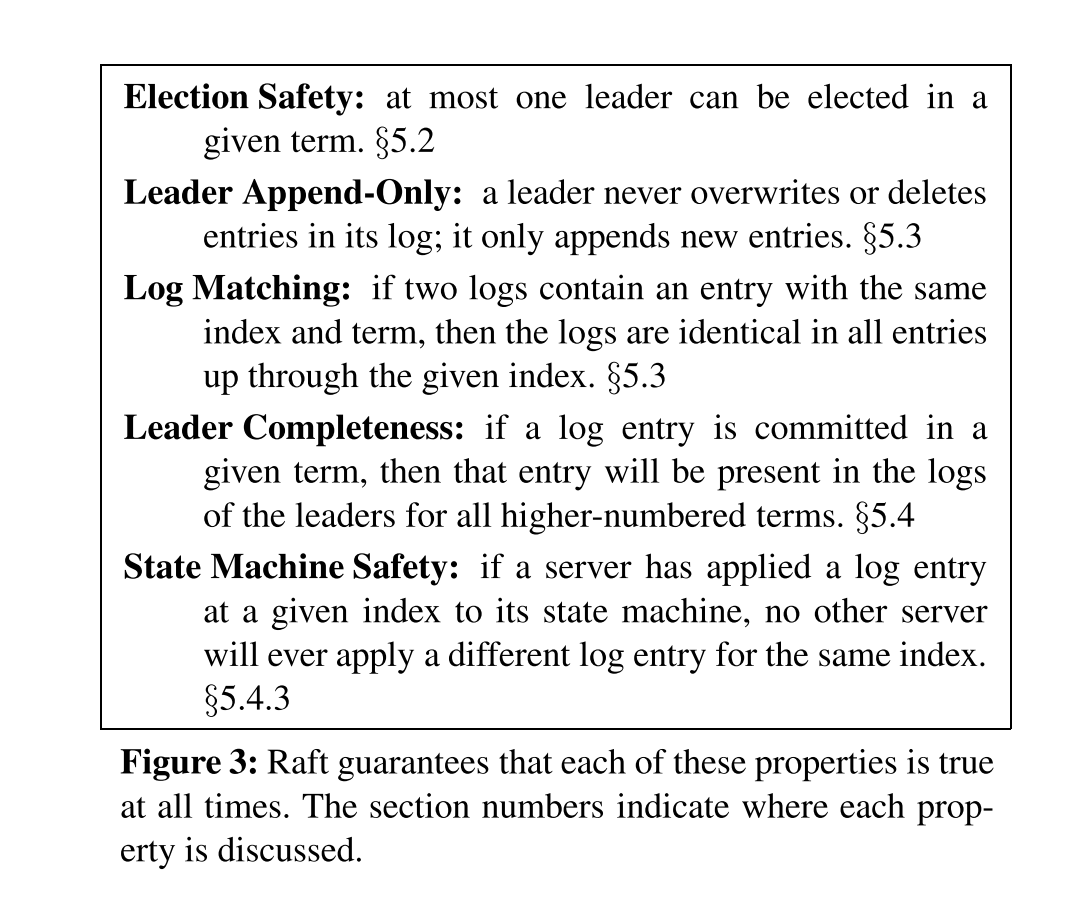 Election Safety: at most one leader can be elected in a
given term. §5.2
Leader Append-Only: a leader never overwrites or deletes
entries in its log; it only appends new entries. §5.3
Log Matching: if two logs contain an entry with the same
index and term, then the logs are identical in all entries
up through the given index. §5.3
Leader Completeness: if a log entry is committed in a
given term, then that entry will be present in the logs
of the leaders for all higher-numbered terms. §5.4
State Machine Safety: if a server has applied a log entry
at a given index to its state machine, no other server
will ever apply a different log entry for the same index.
§5.4.3
Figure 3: Raft guarantees that each of these properties is true
at all times. The section numbers indicate where each prop-
erty is discussed.